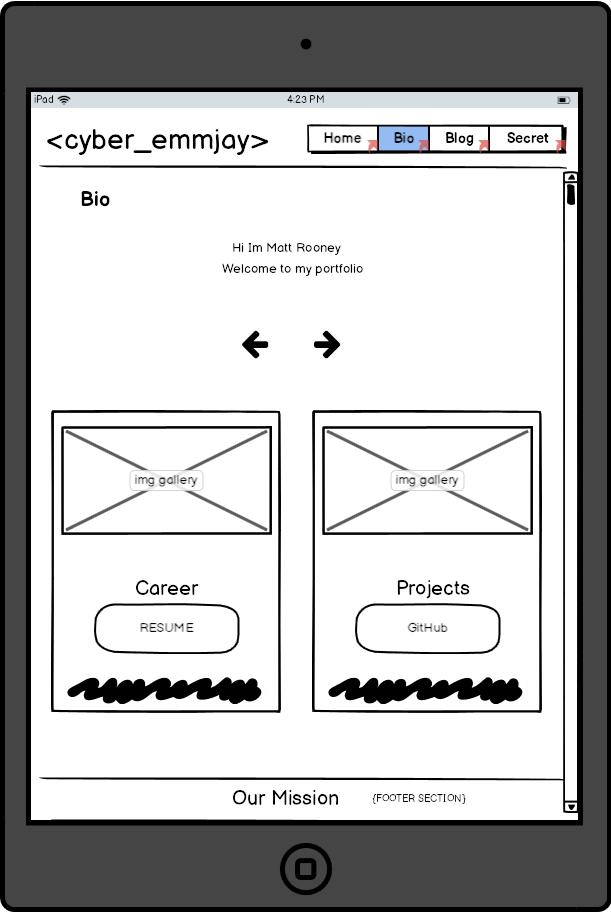 iPad 4:23 PM
<cyber_emmjay> Home Bio Blog Secret
Bio
Hi Im Matt Rooney
Welcome to my portfolio
img gallery img gallery
Career Projects
RESUME GitHub
Our Mission {FOOTER SECTION}